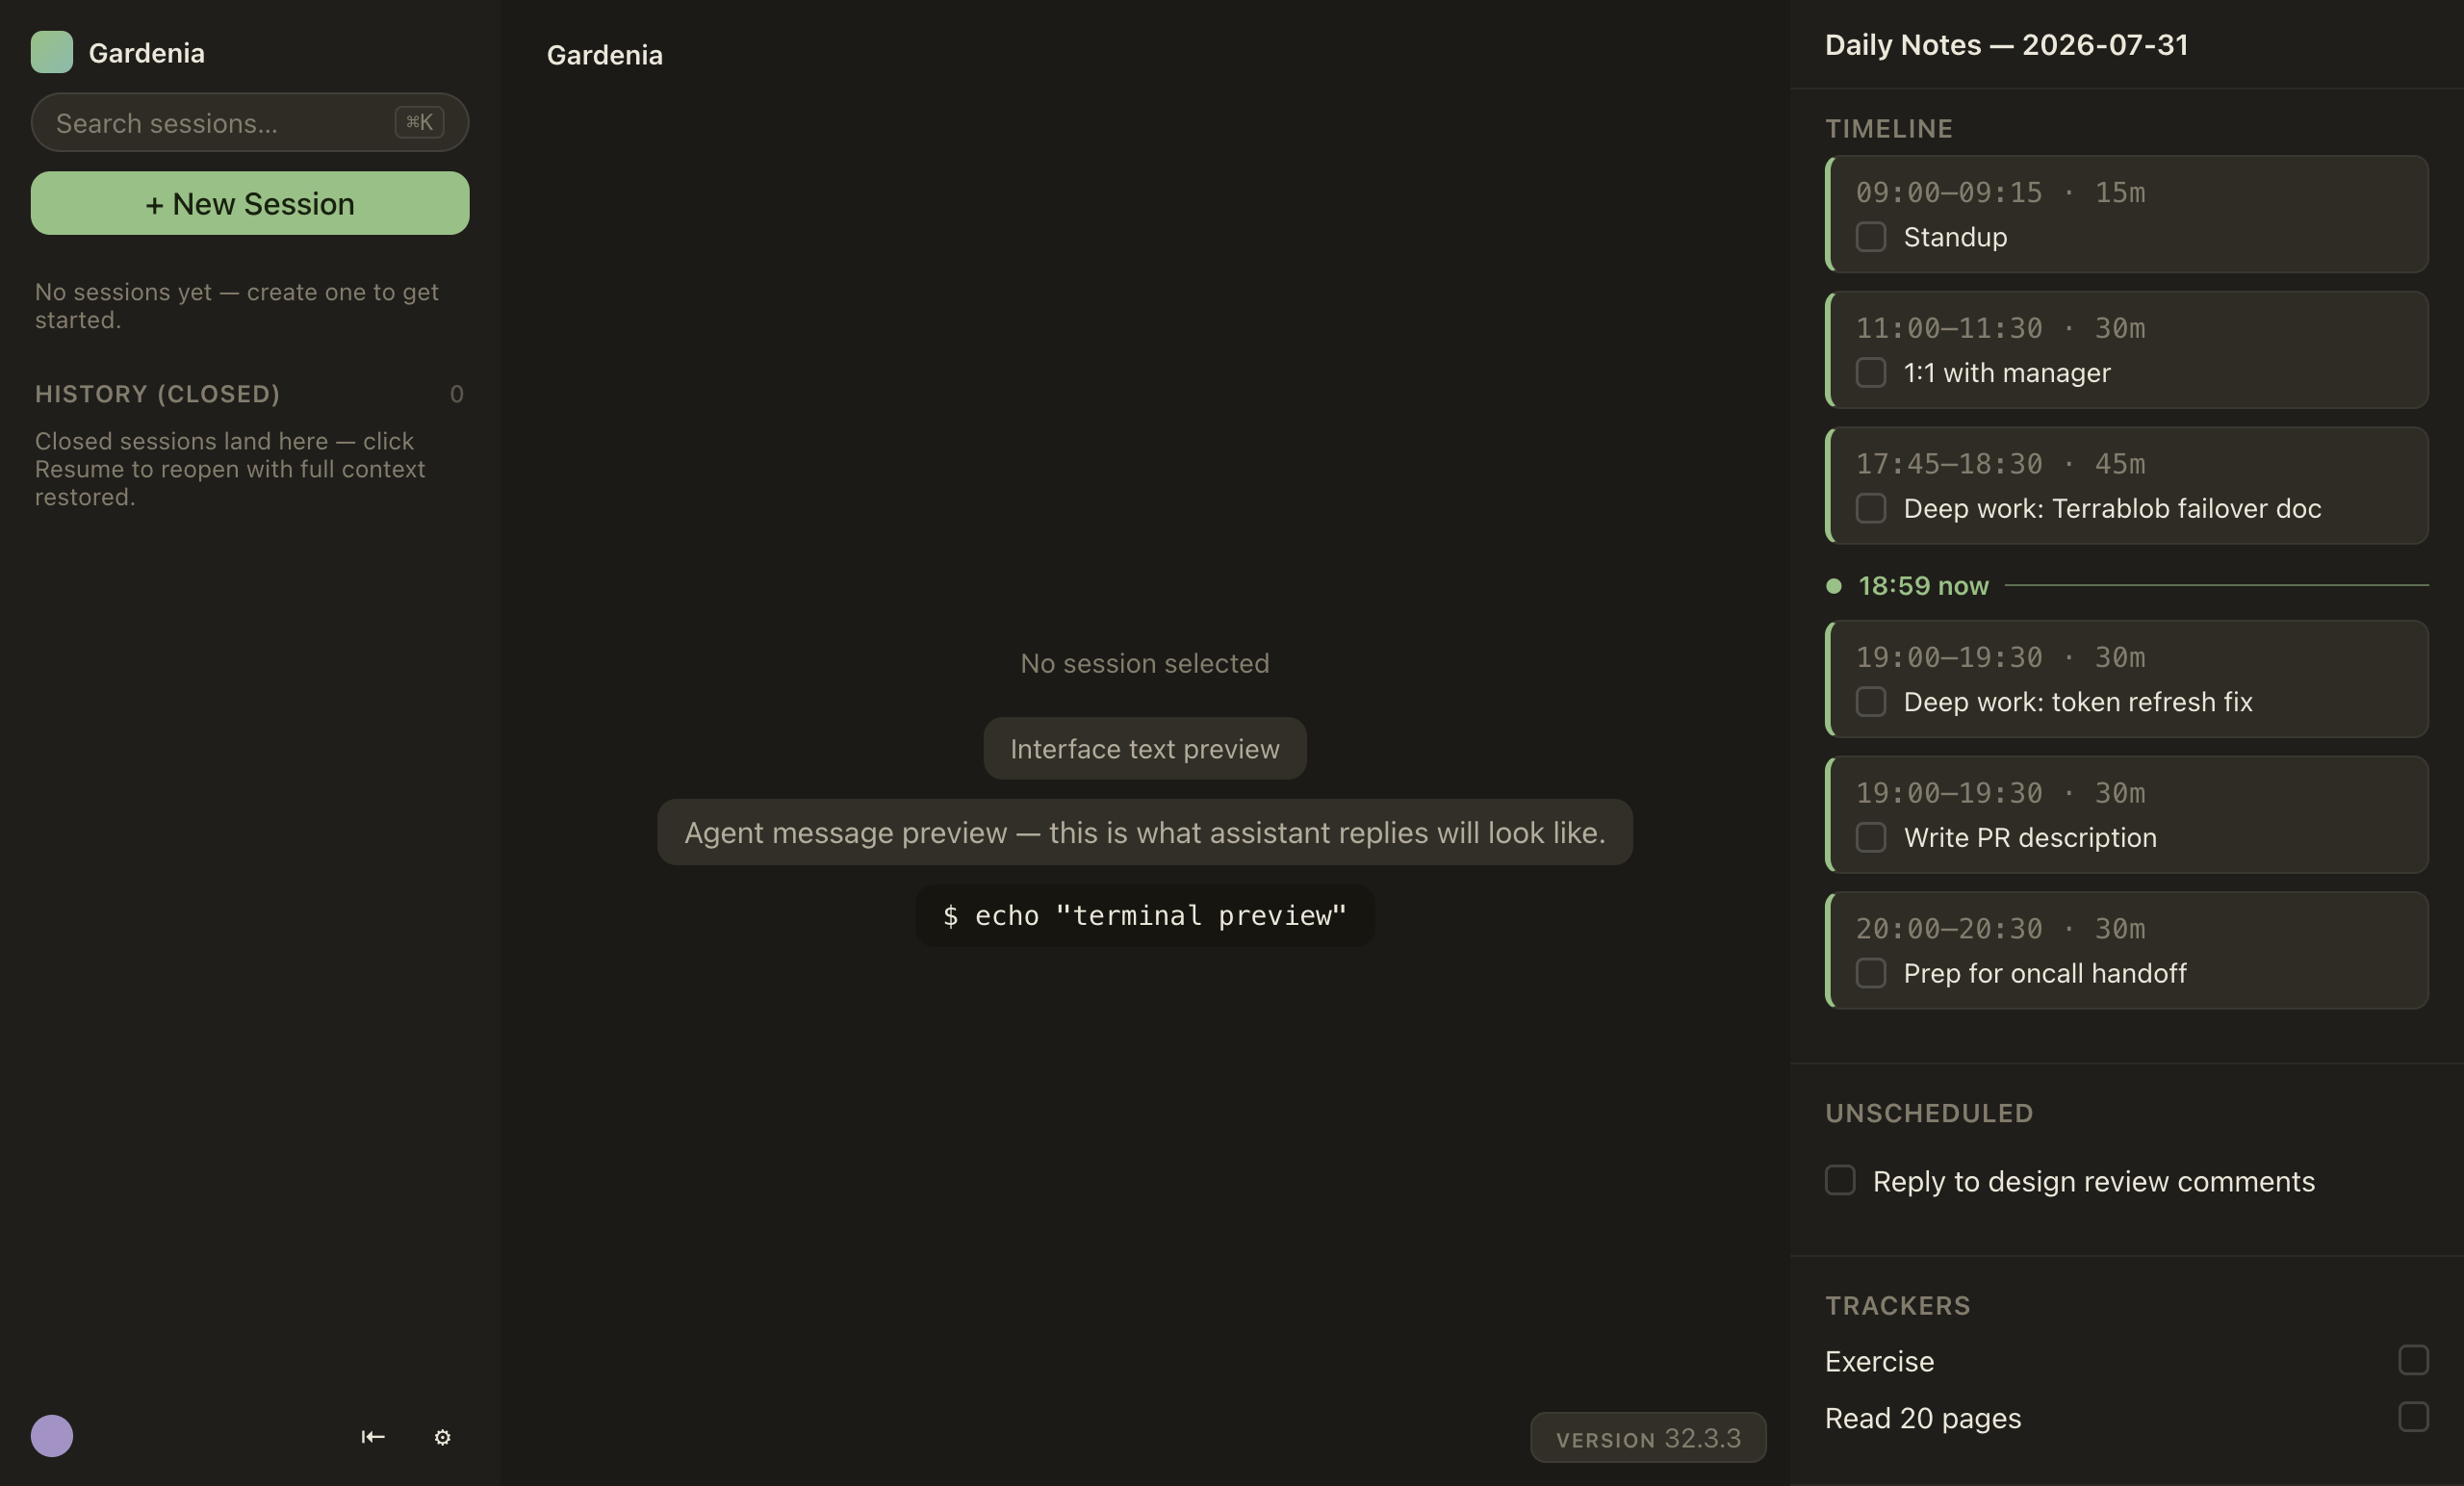 Gardenia
Search sessions...
⌘K
+ New Session
No sessions yet — create one to get
started.
HISTORY (CLOSED)
0
Closed sessions land here — click
Resume to reopen with full context
restored.
Gardenia
No session selected
Interface text preview
Agent message preview — this is what assistant replies will look like.
$ echo "terminal preview"
VERSION 32.3.3
Daily Notes — 2026-07-31
TIMELINE
09:00–09:15 · 15m
Standup
11:00–11:30 · 30m
1:1 with manager
17:45–18:30 · 45m
Deep work: Terrablob failover doc
18:59 now
19:00–19:30 · 30m
Deep work: token refresh fix
19:00–19:30 · 30m
Write PR description
20:00–20:30 · 30m
Prep for oncall handoff
UNSCHEDULED
Reply to design review comments
TRACKERS
Exercise
Read 20 pages